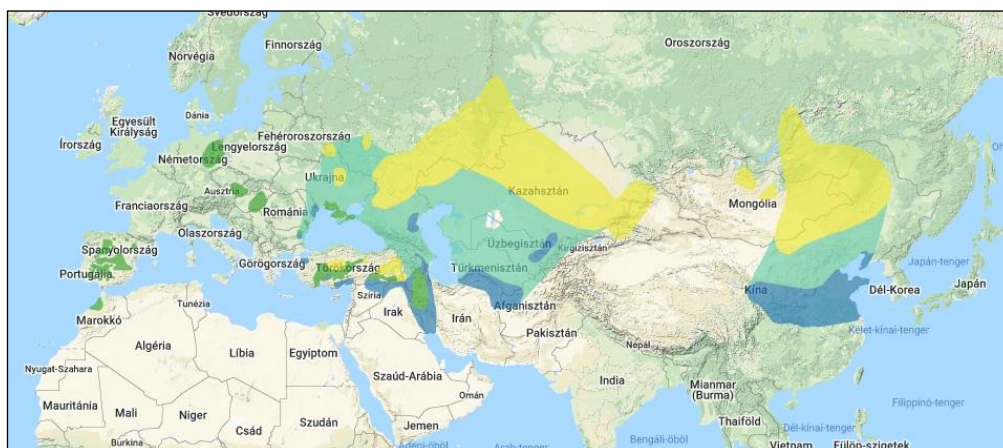 Svédország
Finnország
Norvégia
Oroszország
Dánia
Egyesült
Királyság
Írország
Fehéroroszország
Lengyelország
Németország
Ukrajna
Ausztria
Kazahsztán
Mongólia
Franciaország
Románia
Olaszország
Üzbegisztán
Kirgizisztán
Spanyolország
Portugália
Görögország
Törökország
Türkmenisztán
Japán-tenger
Japán
Dél-Korea
Kína
Tunézia
Szíria
Marokkó
Irak
Irán
Afganisztán
Kelet-kínai-tenger
Pakisztán
Nepál
Algéria
Líbia
Egyiptom
Nyugat-Szahara
Szaúd-Arábia
India
Mianmar
(Burma)
Omán
Mauritánia
Mali
Niger
Csád
Szudán
Jemen
Thaiföld
Filippínó-tenger
Burkina
Ádeni-öböl
Arab-tenger
Bengáli-öböl
Dél-kínai-tenger
Vietnam
Fülöp-szigetek